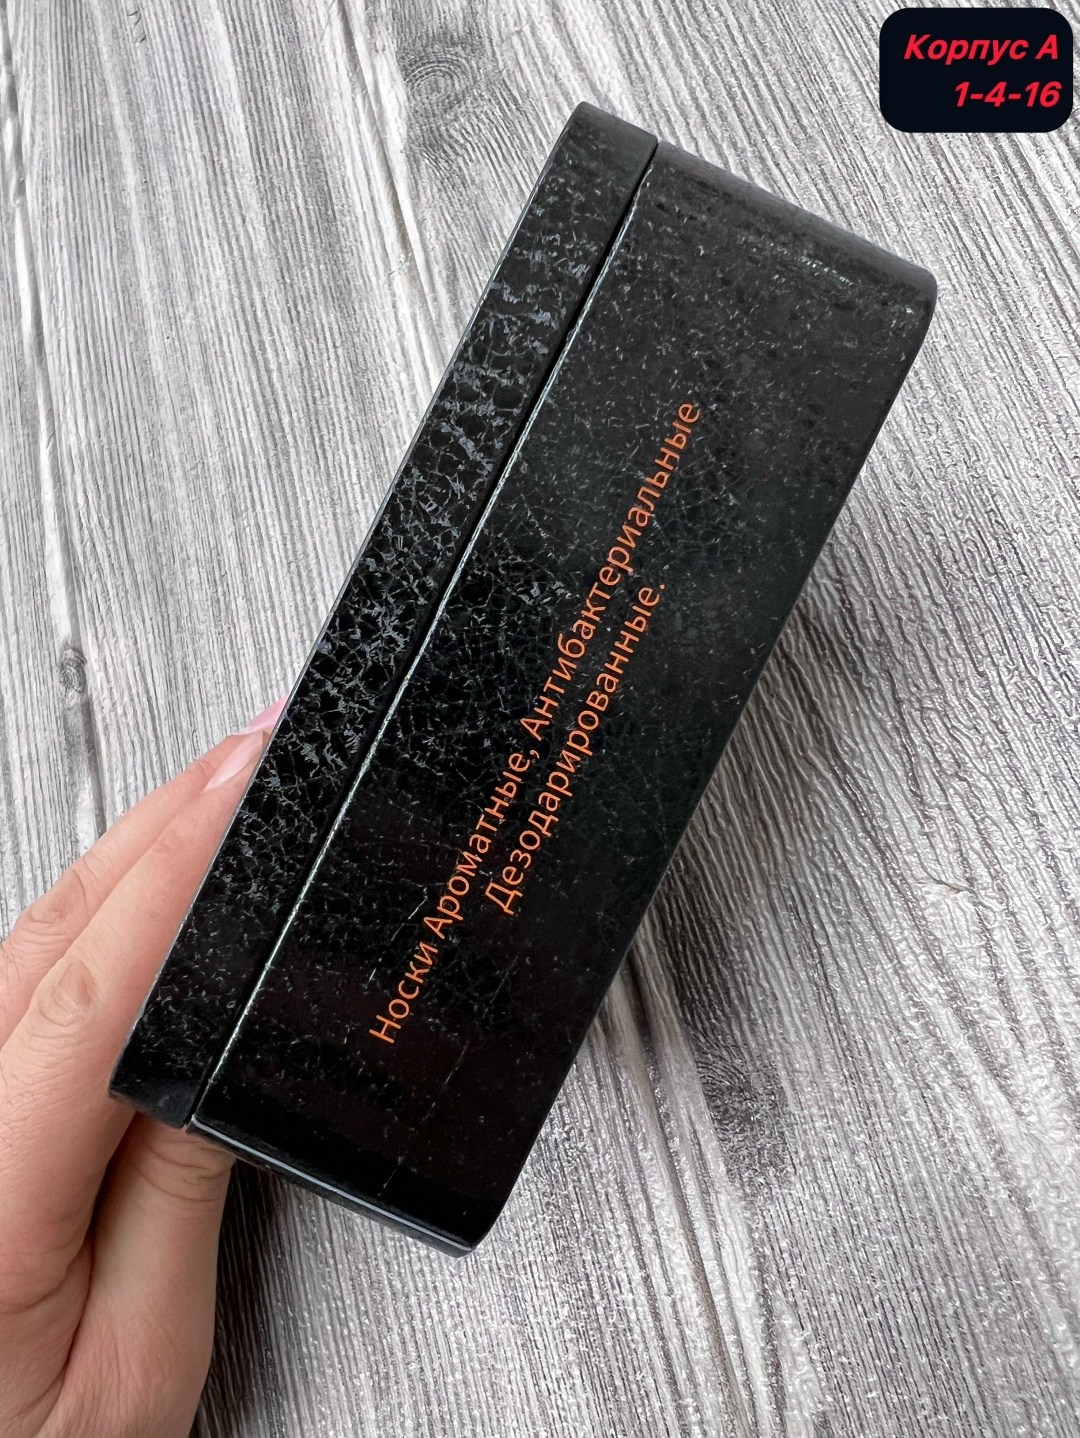 Корпус А
1-4-16
Носки Ароматные, Антибактериальные
Дезодарированные.